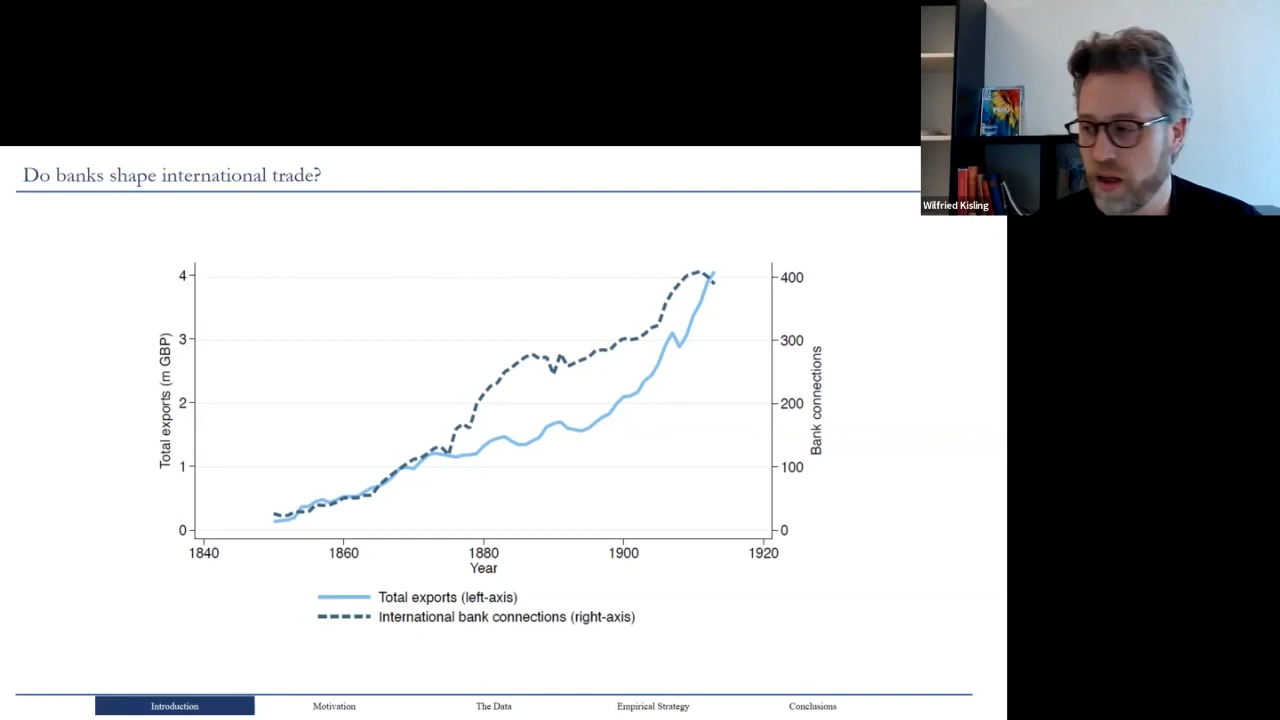 Wilfried Kisling
Do banks shape international trade?
Total exports (m GBP)
4
3
2
1
0
400
300
200
100
0
Bank connections
1840 1860 1880 1900 1920
Year
Total exports (left-axis)
International bank connections (right-axis)
Introduction Motivation The Data Empirical Strategy Conclusions